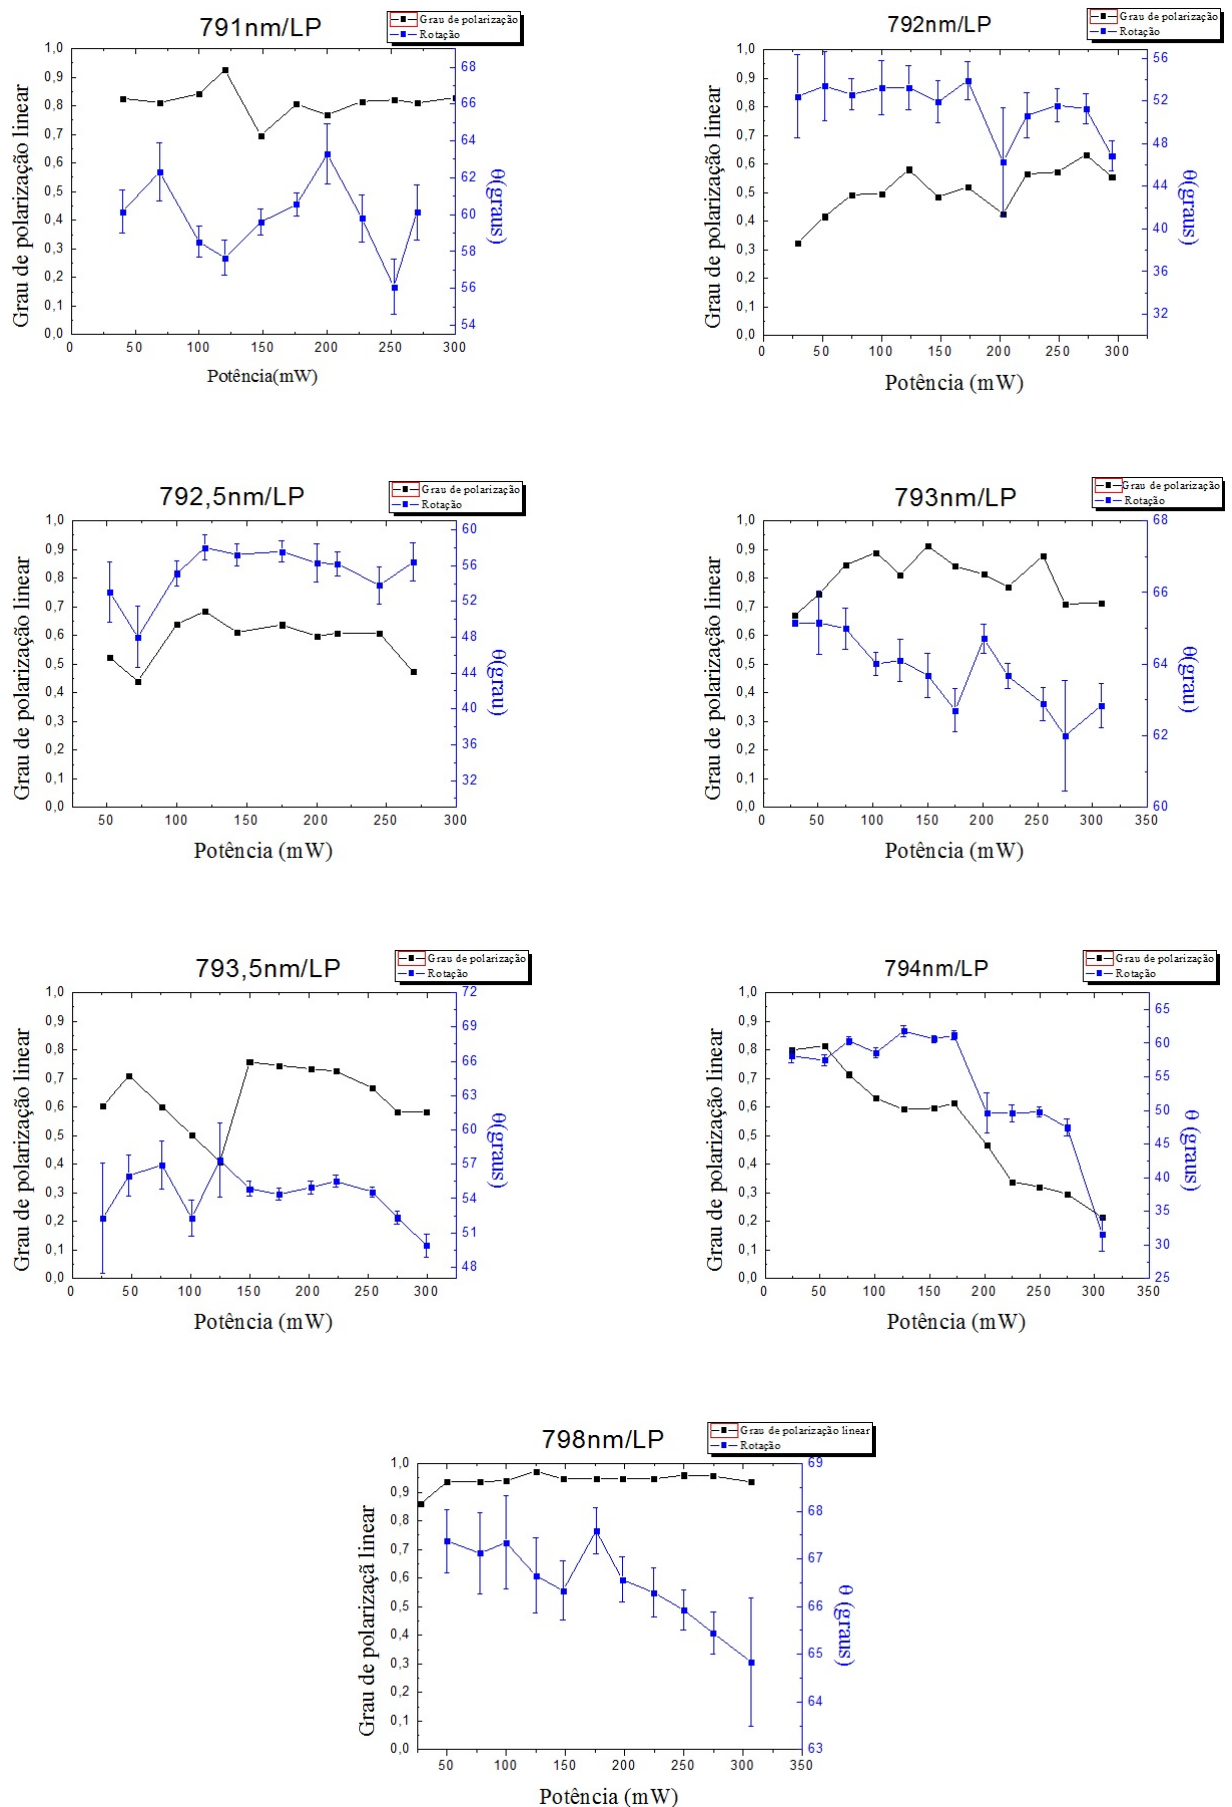 791nm/LP
Grau de polarização
Rotação
Grau de polarização linear
1,0
0,9
0,8
0,7
0,6
0,5
0,4
0,3
0,2
0,1
0,0
0 50 100 150 200 250 300
Potência(mW)
68
66
64
62
60
58
56
54
θ(graus)
792nm/LP
Grau de polarização
Rotação
Grau de polarização linear
1,0
0,9
0,8
0,7
0,6
0,5
0,4
0,3
0,2
0,1
0,0
0 50 100 150 200 250 300
Potência (mW)
56
52
48
44
40
36
32
θ(graus)
792,5nm/LP
Grau de polarização
Rotação
Grau de polarização linear
1,0
0,9
0,8
0,7
0,6
0,5
0,4
0,3
0,2
0,1
0,0
50 100 150 200 250 300
Potência (mW)
60
56
52
48
44
40
36
32
θ(grau)
793nm/LP
Grau de polarização
Rotação
Grau de polarização linear
1,0
0,9
0,8
0,7
0,6
0,5
0,4
0,3
0,2
0,1
0,0
0 50 100 150 200 250 300
Potência (mW)
68
66
64
62
60
θ(grau)
793,5nm/LP
Grau de polarização
Rotação
Grau de polarização linear
1,0
0,9
0,8
0,7
0,6
0,5
0,4
0,3
0,2
0,1
0,0
0 50 100 150 200 250 300
Potência (mW)
72
69
66
63
60
57
54
51
48
θ(graus)
794nm/LP
Grau de polarização
Rotação
Grau de polarização linear
1,0
0,9
0,8
0,7
0,6
0,5
0,4
0,3
0,2
0,1
0,0
0 50 100 150 200 250 300 350
Potência (mW)
65
60
55
50
45
40
35
30
25
θ (graus)
798nm/LP
Grau de polarização linear
Rotação
Grau de polarizaçã linear
1,0
0,9
0,8
0,7
0,6
0,5
0,4
0,3
0,2
0,1
0,0
50 100 150 200 250 300 350
Potência (mW)
69
68
67
66
65
64
63
θ (graus)